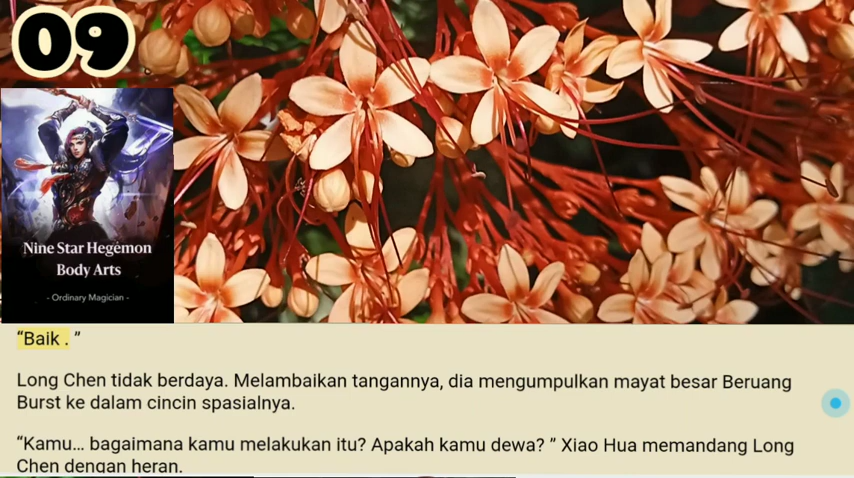 09
Nine Star Hegemon
Body Arts
- Ordinary Magician -
“Baik . ”
Long Chen tidak berdaya. Melambaikan tangannya, dia mengumpulkan mayat besar Beruang
Burst ke dalam cincin spasialnya.
“Kamu... bagaimana kamu melakukan itu? Apakah kamu dewa? ” Xiao Hua memandang Long
Chen dengan heran.